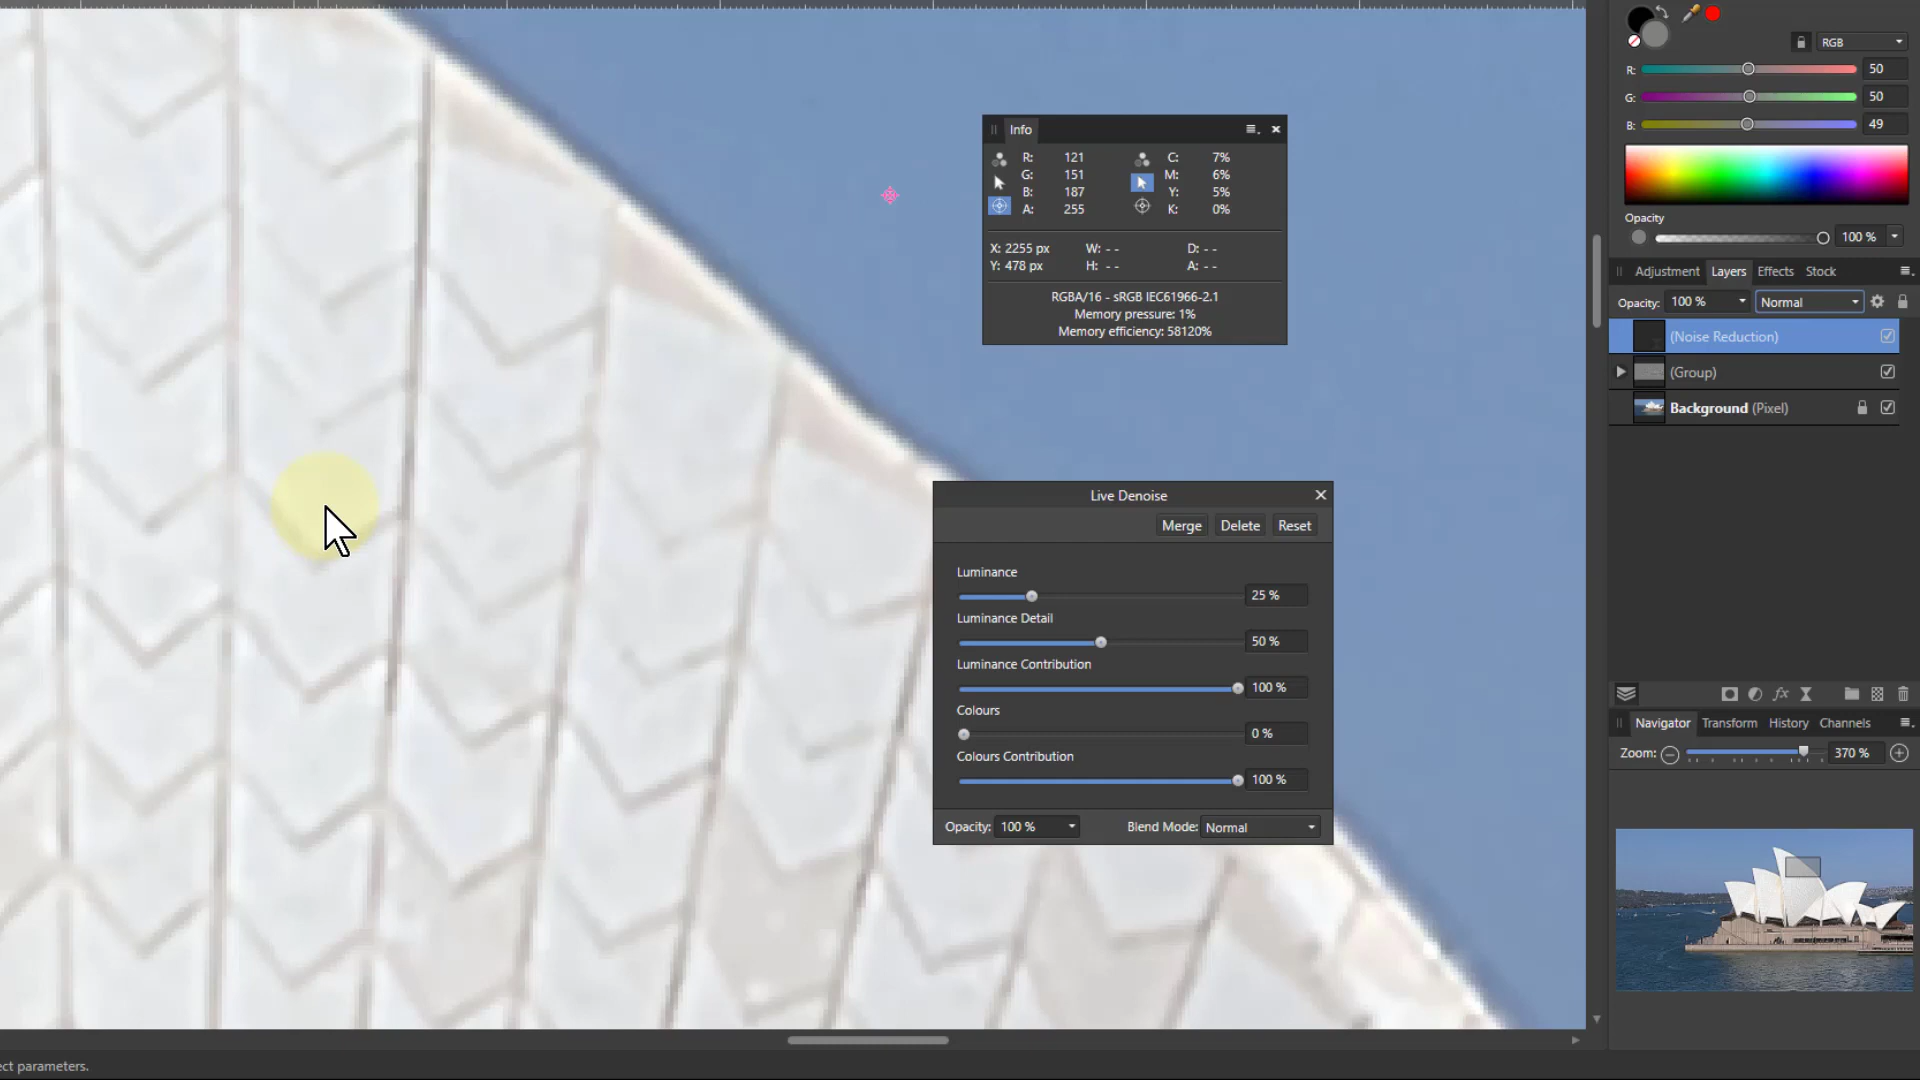 RGB
R: 50
G: 50
B: 49
Opacity
100 %
Info
R: 121 C: 7%
G: 151 M: 6%
B: 187 Y: 5%
A: 255 K: 0%
X: 2255 px W: - - D: - -
Y: 478 px H: - - A: - -
RGBA/16 - sRGB IEC61966-2.1
Memory pressure: 1%
Memory efficiency: 58120%
Adjustment Layers Effects Stock
Opacity: 100 % Normal
(Noise Reduction)
(Group)
Background (Pixel)
Live Denoise
Merge Delete Reset
Luminance
25 %
Luminance Detail
50 %
Luminance Contribution
100 %
Colours
0 %
Colours Contribution
100 %
Opacity: 100 % Blend Mode: Normal
fx
Navigator Transform History Channels
Zoom: 370 %
ect parameters.